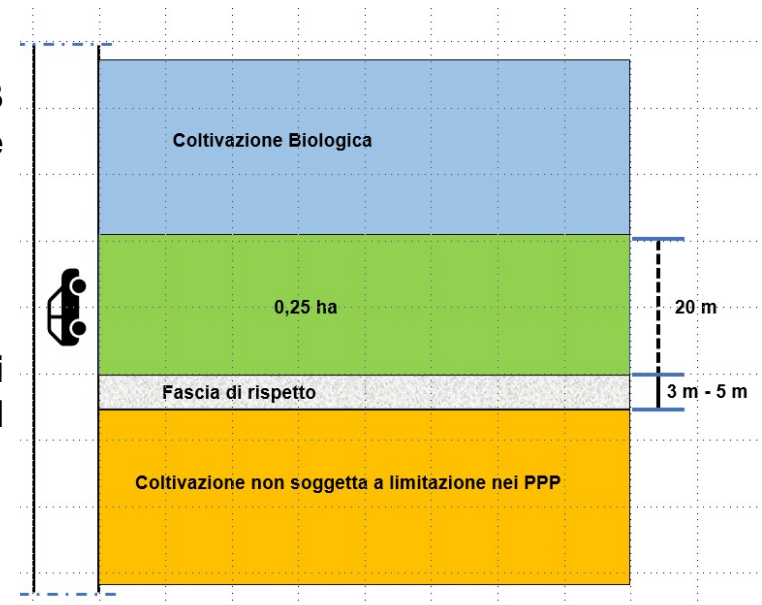 Coltivazione Biologica
0,25 ha
20 m
Fascia di rispetto
3 m - 5 m
Coltivazione non soggetta a limitazione nei PPP